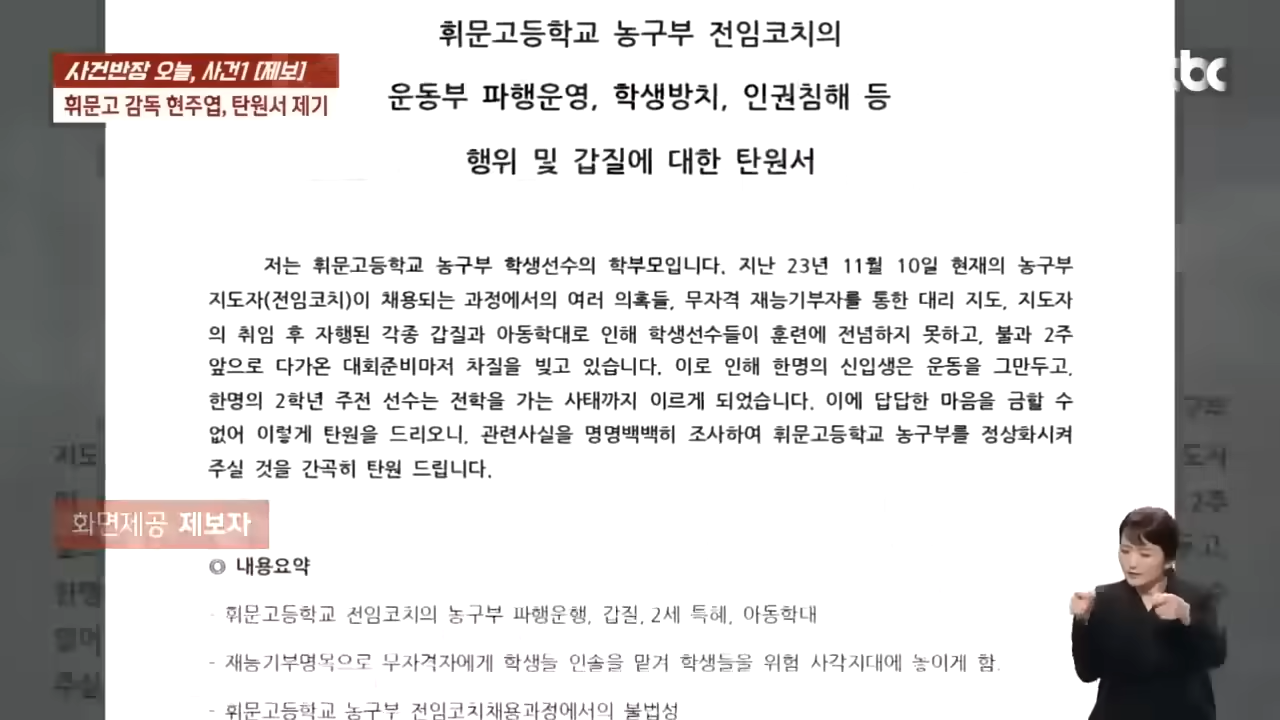 휘문고등학교 농구부 전임코치의
운동부 파행운영, 학생방치, 인권침해 등
행위 및 갑질에 대한 탄원서
사건반장 오늘, 사건1 [제보]
휘문고 감독 현주엽, 탄원서 제기
jtbc
저는 휘문고등학교 농구부 학생선수의 학부모입니다. 지난 23년 11월 10일 현재의 농구부
지도자(전임코치)이 채용되는 과정에서의 여러 의혹들, 무자격 재능기부자를 통한 대리 지도, 지도자
의 취임 후 자행된 각종 갑질과 아동학대로 인해 학생선수들이 훈련에 전념하지 못하고, 불과 2주
앞으로 다가온 대회준비마저 차질을 빚고 있습니다. 이로 인해 한명의 신입생은 운동을 그만두고,
한명의 2학년 주전 선수는 전학을 가는 사태까지 이르게 되었습니다. 이에 답답한 마음을 금할 수
없어 이렇게 탄원을 드리오니, 관련사실을 명명백백히 조사하여 휘문고등학교 농구부를 정상화시켜
주실 것을 간곡히 탄원 드립니다.
화면제공 제보자
◎ 내용요약
- 휘문고등학교 전임코치의 농구부 파행운행, 갑질, 2세 특혜, 아동학대
- 재능기부명목으로 무자격자에게 학생들 인솔을 맡겨 학생들을 위험 사각지대에 놓이게 함.
- 휘문고등학교 농구부 전임코치채용과정에서의 불법성